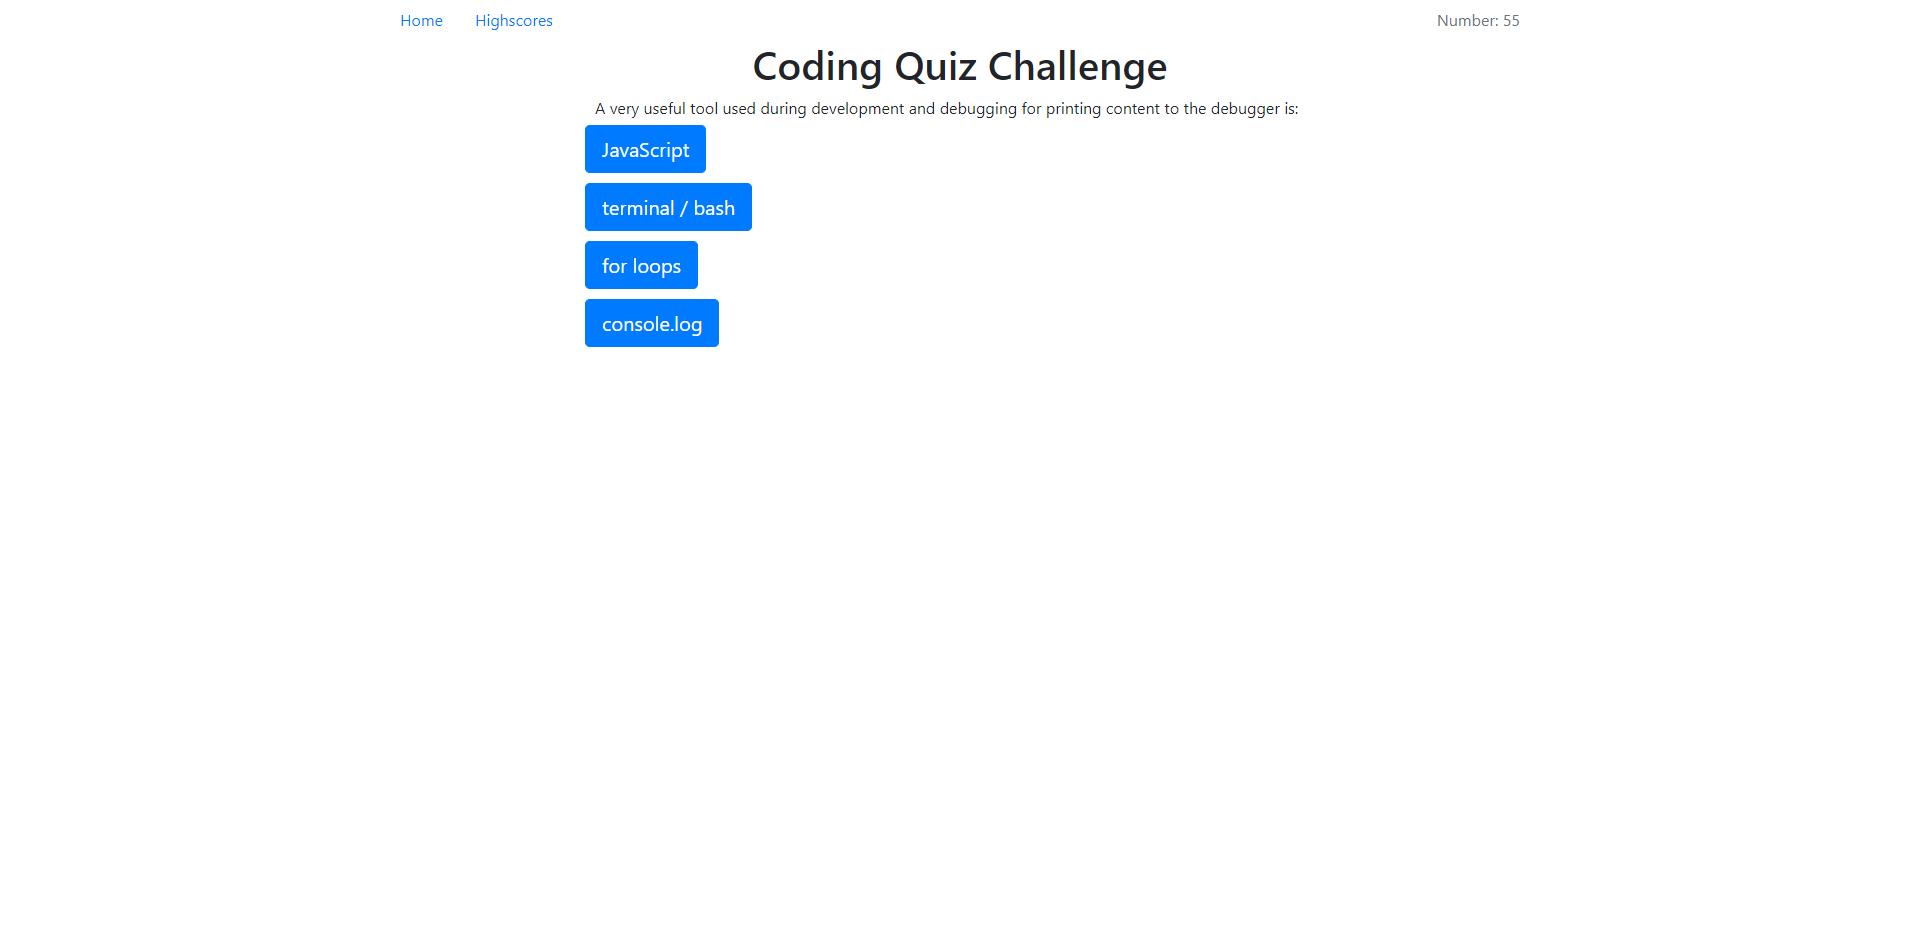 Home Highscores Number: 55
Coding Quiz Challenge
A very useful tool used during development and debugging for printing content to the debugger is:
JavaScript
terminal / bash
for loops
console.log